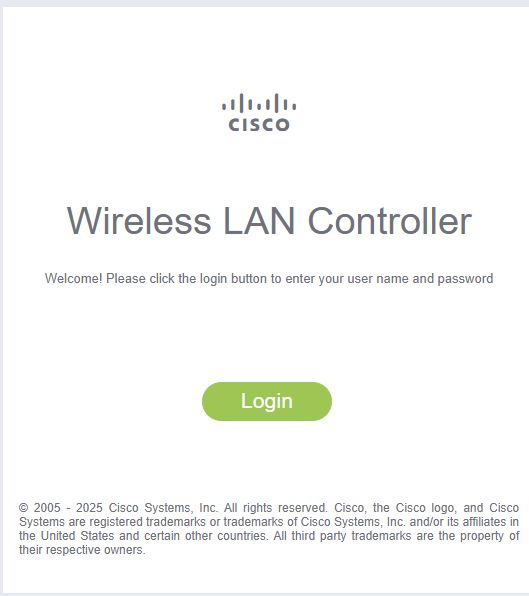 CISCO
Wireless LAN Controller
Welcome! Please click the login button to enter your user name and password
Login
© 2005 - 2025 Cisco Systems, Inc. All rights reserved. Cisco, the Cisco logo, and Cisco
Systems are registered trademarks or trademarks of Cisco Systems, Inc. and/or its affiliates in
the United States and certain other countries. All third party trademarks are the property of
their respective owners.